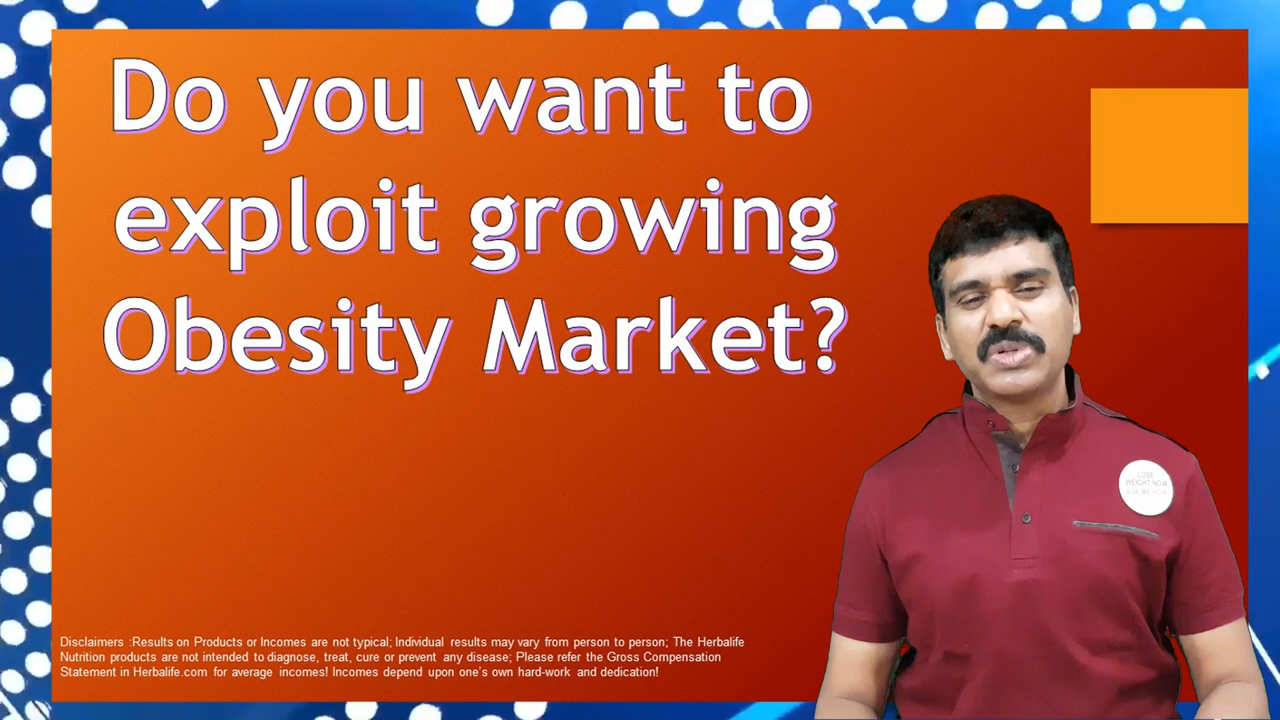 Do you want to
exploit growing
Obesity Market?
LOSE
WEIGHT NOW
ASK ME HOW
Disclaimers :Results on Products or Incomes are not typical; Individual results may vary from person to person; The Herbalife
Nutrition products are not intended to diagnose, treat, cure or prevent any disease; Please refer the Gross Compensation
Statement in Herbalife.com for average incomes! Incomes depend upon one's own hard-work and dedication!